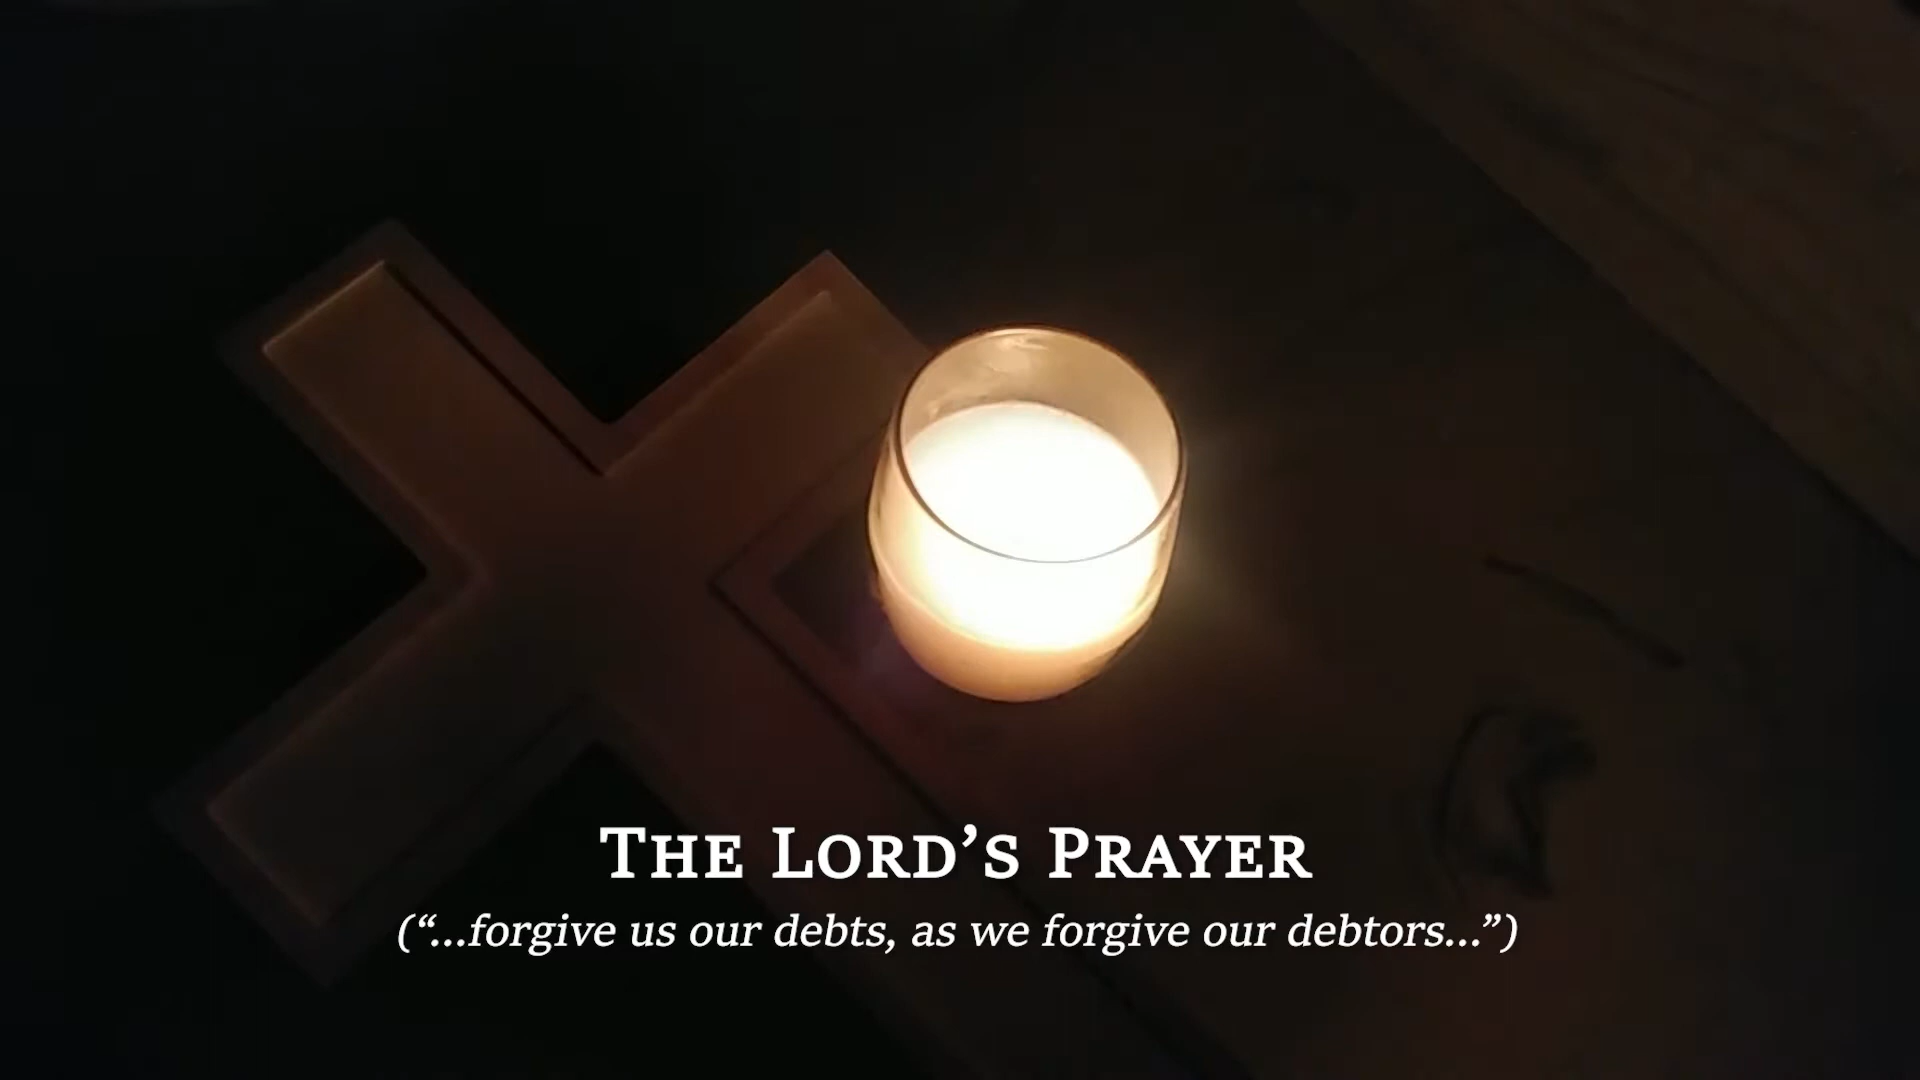 The Lord’s Prayer
(“...forgive us our debts, as we forgive our debtors...”)